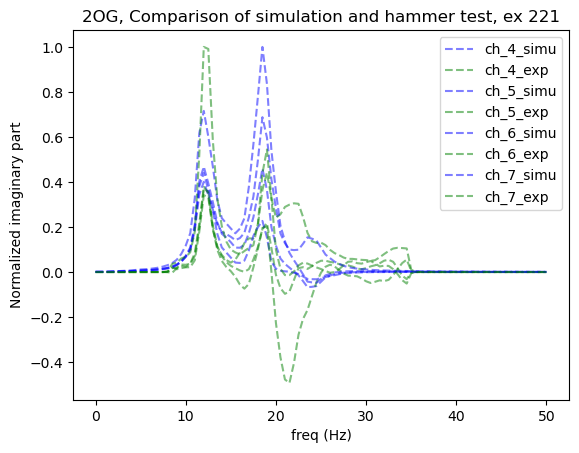 2OG, Comparison of simulation and hammer test, ex 221
1.0
0.8
0.6
0.4
0.2
0.0
−0.2
−0.4
Normalized imaginary part
ch_4_simu
ch_4_exp
ch_5_simu
ch_5_exp
ch_6_simu
ch_6_exp
ch_7_simu
ch_7_exp
0 10 20 30 40 50
freq (Hz)